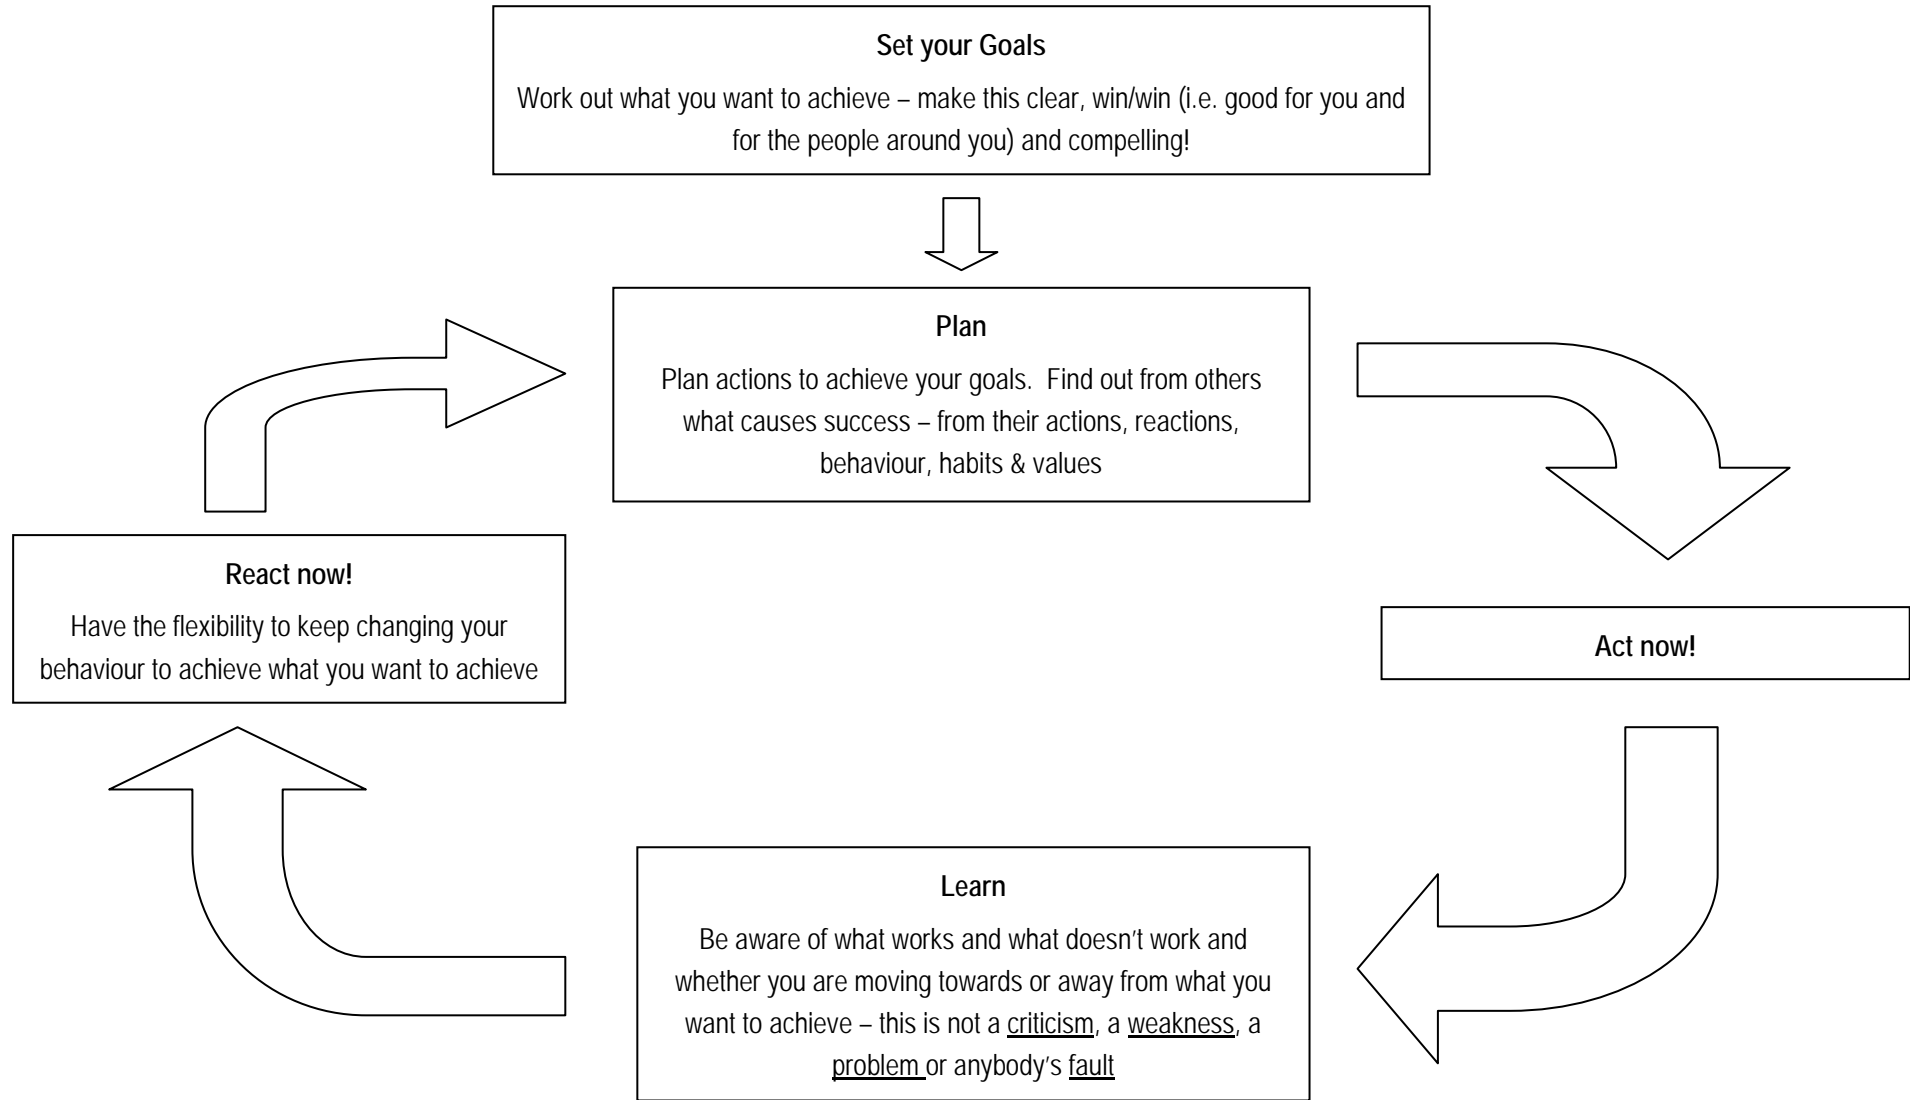 Set your Goals
Work out what you want to achieve – make this clear, win/win (i.e. good for you and
for the people around you) and compelling!
Plan
Plan actions to achieve your goals.  Find out from others
what causes success – from their actions, reactions,
behaviour, habits & values
React now!
Have the flexibility to keep changing your
behaviour to achieve what you want to achieve
Act now!
Learn
Be aware of what works and what doesn't work and
whether you are moving towards or away from what you
want to achieve – this is not a criticism, a weakness, a
problem or anybody's fault